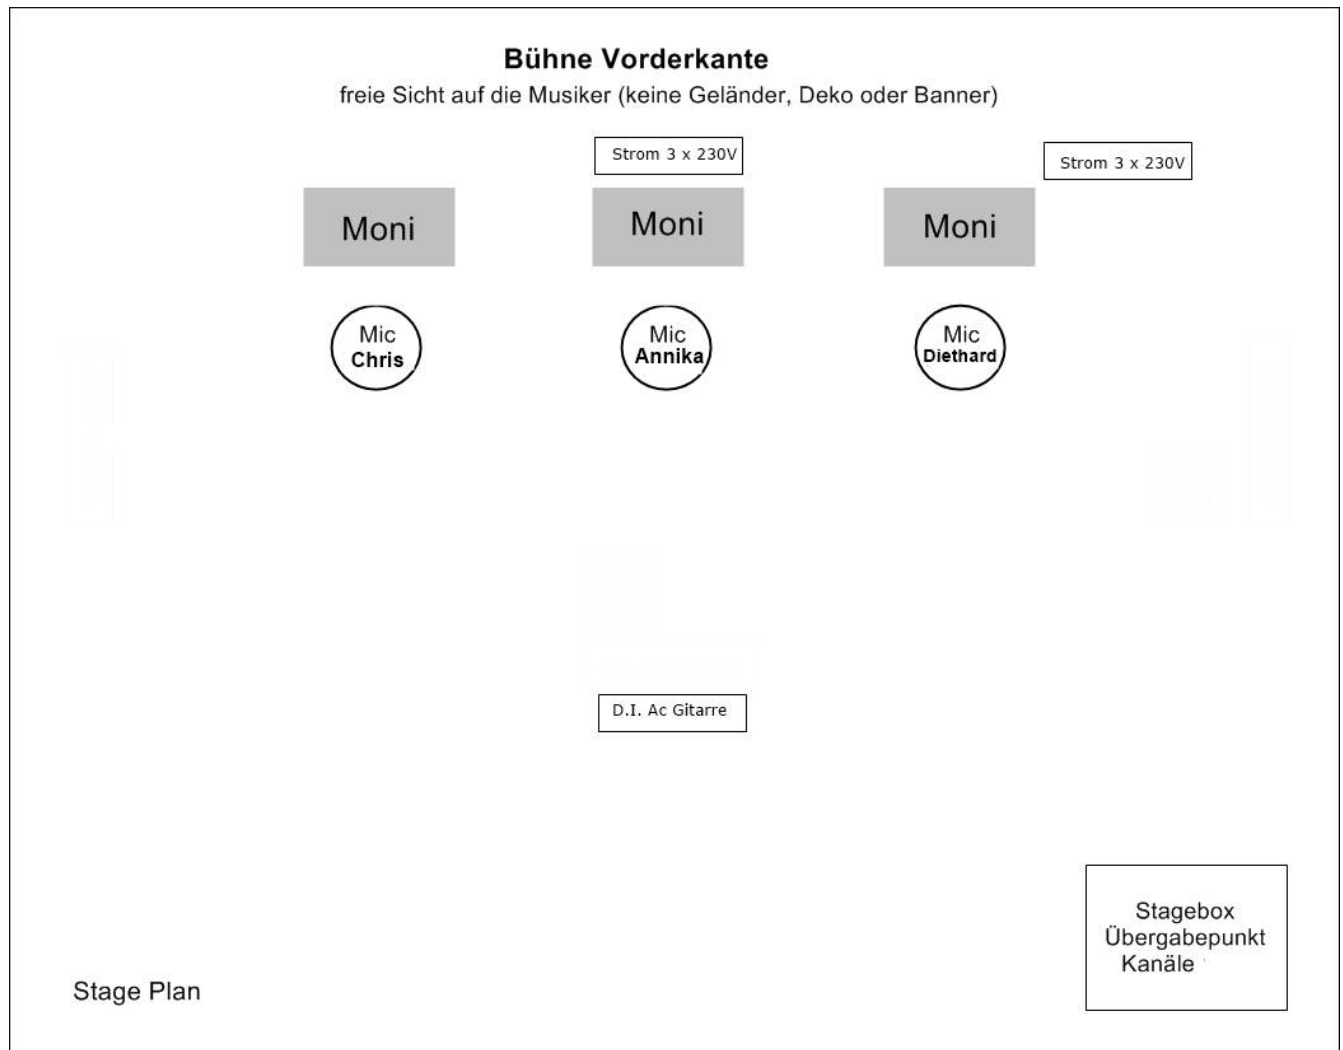 Bühne Vorderkante
freie Sicht auf die Musiker (keine Geländer, Deko oder Banner)
Strom 3 x 230V
Strom 3 x 230V
Moni
Moni
Moni
Mic
Chris
Mic
Annika
Mic
Diethard
D.I. Ac Gitarre
Stagebox
Übergabepunkt
Kanäle
Stage Plan